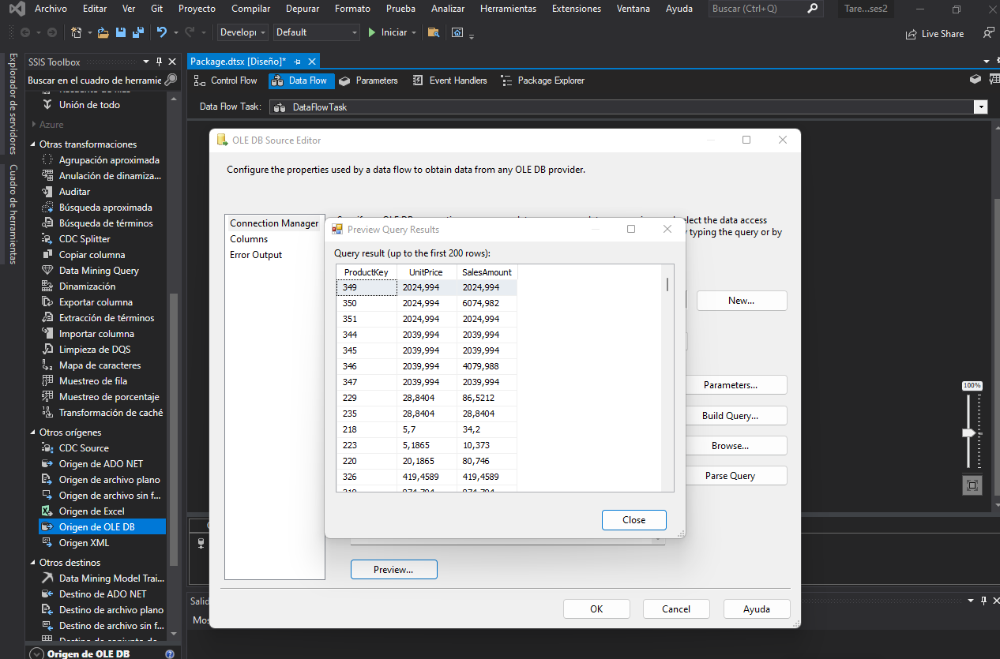 Archivo Editar Ver Git Proyecto Compilar Depurar Formato Prueba Analizar Herramientas Extensiones Ventana Ayuda Buscar (Ctrl+Q) Tare...ses2
Developi Default Iniciar Live Share
Explorador de servidores
Cuadro de herramientas
SSIS Toolbox
Buscar en el cuadro de herramie
Unión de todo
Azure
Otras transformaciones
Agrupación aproximada
Anulación de dinamiza...
Auditar
Búsqueda aproximada
Búsqueda de términos
CDC Splitter
Copiar columna
Data Mining Query
Dinamización
Exportar columna
Extracción de términos
Importar columna
Limpieza de DQS
Mapa de caracteres
Muestreo de fila
Muestreo de porcentaje
Transformación de caché
Otros orígenes
CDC Source
Origen de ADO NET
Origen de archivo plano
Origen de archivo sin f...
Origen de Excel
Origen de OLE DB
Origen XML
Otros destinos
Data Mining Model Trai...
Destino de ADO NET
Destino de archivo plano
Destino de archivo sin f...
Origen de OLE DB
Package.dtsx [Diseño]*
Control Flow Data Flow Parameters Event Handlers Package Explorer
Data Flow Task: DataFlowTask
OLE DB Source Editor
Configure the properties used by a data flow to obtain data from any OLE DB provider.
Connection Manager
Columns
Error Output
elect the data access
typing the query or by
New...
Parameters...
Build Query...
Browse...
Parse Query
Preview Query Results
Query result (up to the first 200 rows):
ProductKey UnitPrice SalesAmount
349 2024,994 2024,994
350 2024,994 6074,982
351 2024,994 2024,994
344 2039,994 2039,994
345 2039,994 2039,994
346 2039,994 4079,988
347 2039,994 2039,994
229 28,8404 86,5212
235 28,8404 28,8404
218 5,7 34,2
223 5,1865 10,373
220 20,1865 80,746
326 419,4589 419,4589
Close
Preview...
OK Cancel Ayuda
100%
Salid
Mos